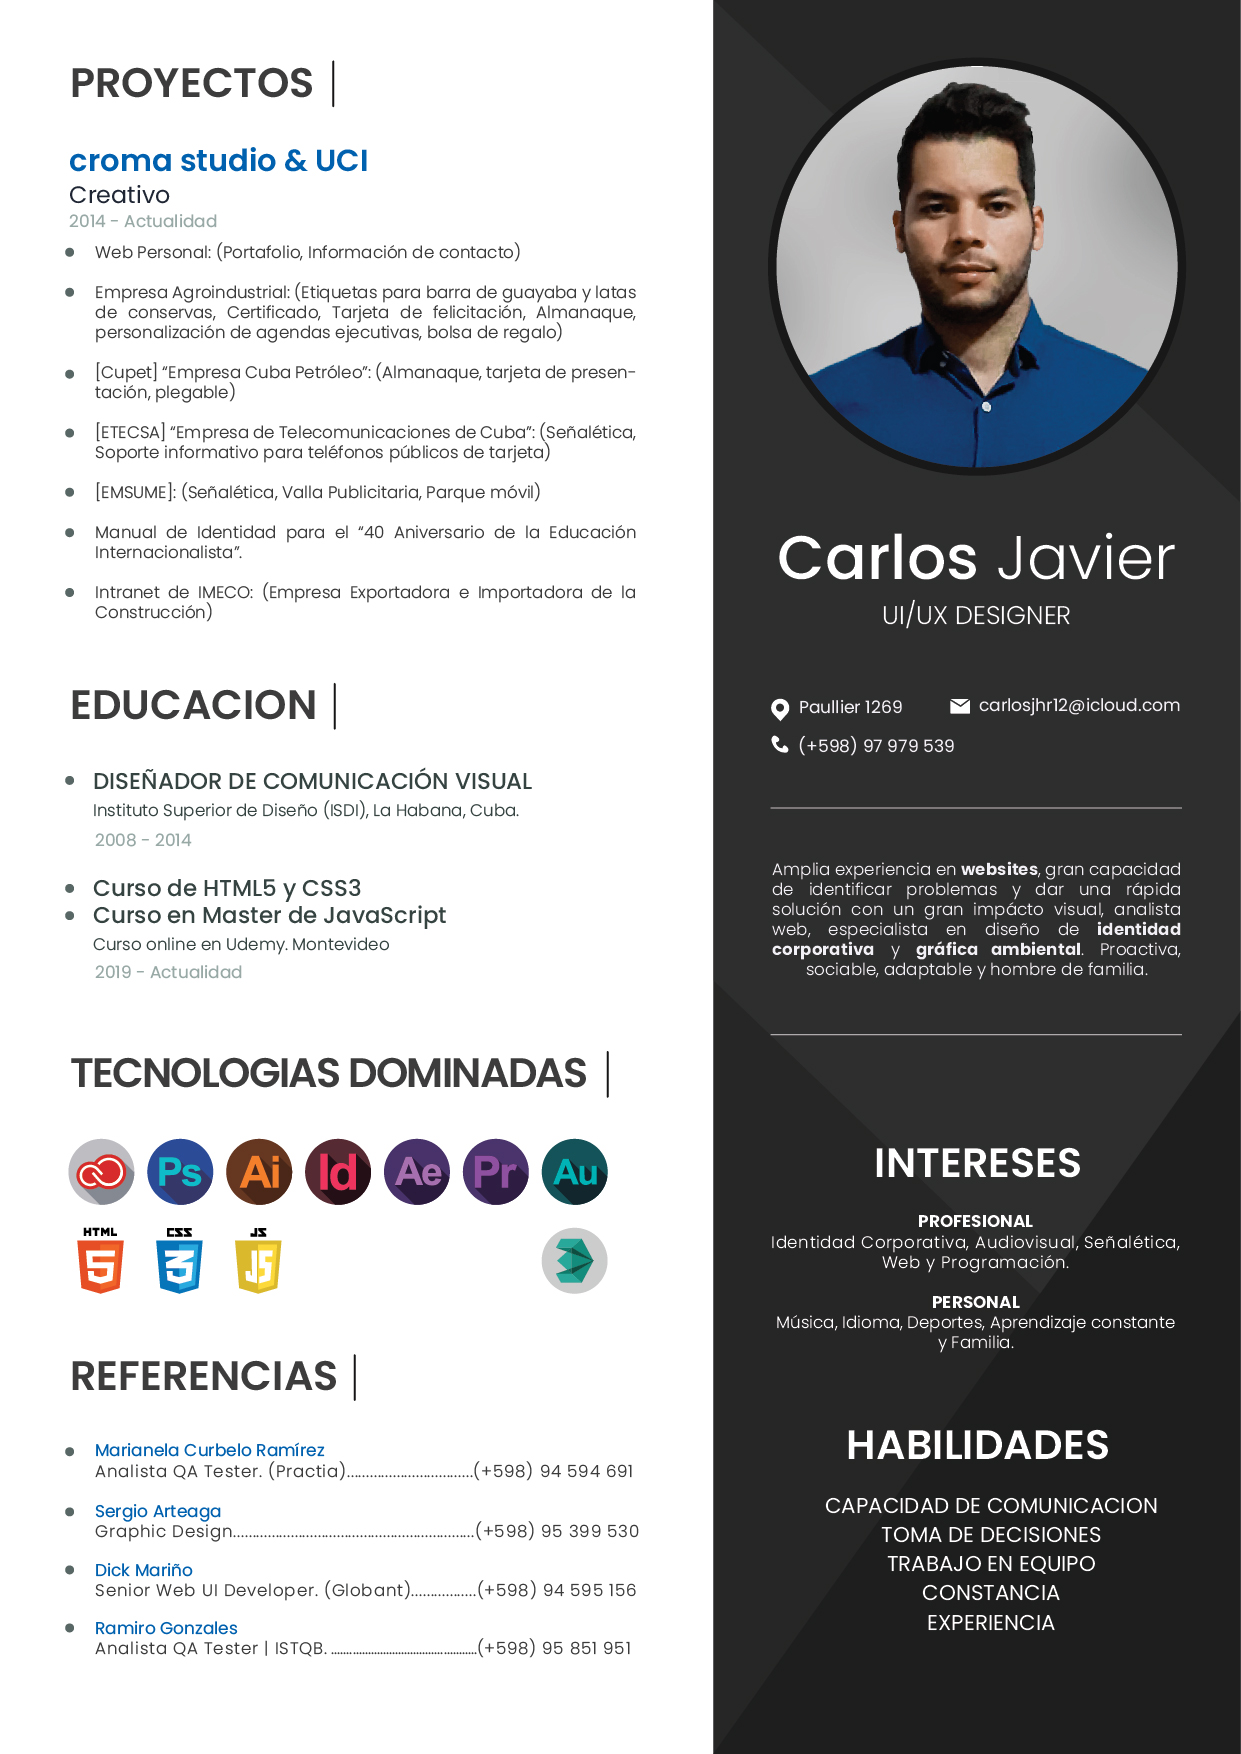 PROYECTOS
croma studio & UCI
Creativo
2014 - Actualidad
Web Personal: (Portafolio, Información de contacto)
Empresa Agroindustrial: (Etiquetas para barra de guayaba y latas
de conservas, Certificado, Tarjeta de felicitación, Almanaque,
personalización de agendas ejecutivas, bolsa de regalo)
[Cupet] “Empresa Cuba Petróleo”: (Almanaque, tarjeta de presen-
tación, plegable)
[ETECSA] “Empresa de Telecomunicaciones de Cuba”: (Señalética,
Soporte informativo para teléfonos públicos de tarjeta)
[EMSUME]: (Señalética, Valla Publicitaria, Parque móvil)
Manual de Identidad para el “40 Aniversario de la Educación
Internacionalista”.
Intranet de IMECO: (Empresa Exportadora e Importadora de la
Construcción)
EDUCACION
DISEÑADOR DE COMUNICACIÓN VISUAL
Instituto Superior de Diseño (ISDI), La Habana, Cuba.
2008 - 2014
Curso de HTML5 y CSS3
Curso en Master de JavaScript
Curso online en Udemy. Montevideo
2019 - Actualidad
TECNOLOGIAS DOMINADAS
Ps Ai Id Ae Pr Au
HTML CSS JS
5 3 JS
REFERENCIAS
Marianela Curbelo Ramírez
Analista QA Tester. (Practia).................................(+598) 94 594 691
Sergio Arteaga
Graphic Design...............................................................(+598) 95 399 530
Dick Mariño
Senior Web UI Developer. (Globant).................(+598) 94 595 156
Ramiro Gonzales
Analista QA Tester | ISTQB. ................................................(+598) 95 851 951
Carlos Javier
UI/UX DESIGNER
Paullier 1269 carlosjhr12@icloud.com
(+598) 97 979 539
Amplia experiencia en websites, gran capacidad
de identificar problemas y dar una rápida
solución con un gran impácto visual, analista
web, especialista en diseño de identidad
corporativa y gráfica ambiental. Proactiva,
sociable, adaptable y hombre de familia.
INTERESES
PROFESIONAL
Identidad Corporativa, Audiovisual, Señalética,
Web y Programación.
PERSONAL
Música, Idioma, Deportes, Aprendizaje constante
y Familia.
HABILIDADES
CAPACIDAD DE COMUNICACION
TOMA DE DECISIONES
TRABAJO EN EQUIPO
CONSTANCIA
EXPERIENCIA